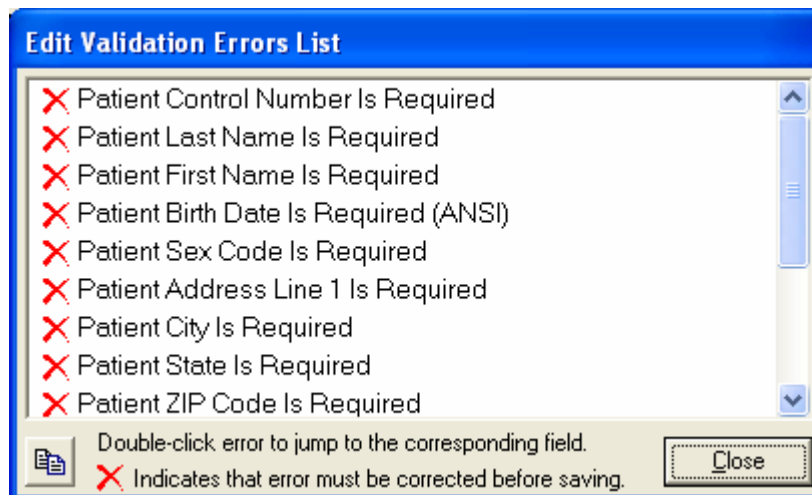 Edit Validation Errors List
Patient Control Number Is Required
Patient Last Name Is Required
Patient First Name Is Required
Patient Birth Date Is Required (ANSI)
Patient Sex Code Is Required
Patient Address Line 1 Is Required
Patient City Is Required
Patient State Is Required
Patient ZIP Code Is Required
Double-click error to jump to the corresponding field.
Indicates that error must be corrected before saving.
Close